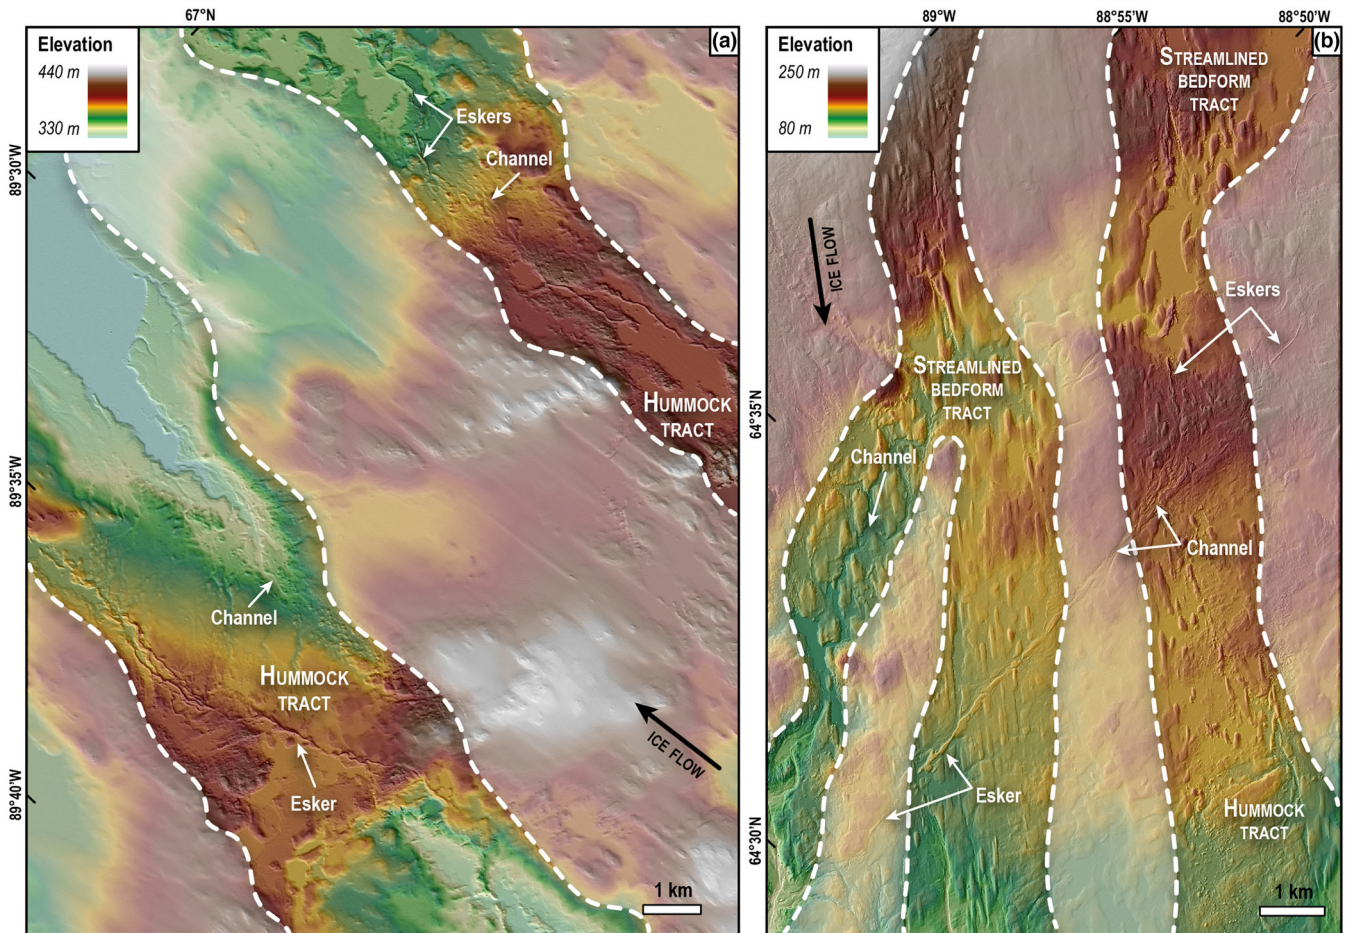 67°N
(a)
Elevation
440 m
330 m
Eskers
Channel
89°30'W
HUMMOCK
TRACT
89°35'W
Channel
HUMMOCK
TRACT
ICE FLOW
Esker
89°40'W
1 km
89°W
88°55'W
88°50'W
(b)
Elevation
250 m
80 m
STREAMLINED
BEDFORM
TRACT
ICE FLOW
Eskers
STREAMLINED
BEDFORM
TRACT
64°35'N
Channel
Channel
Esker
HUMMOCK
TRACT
64°30'N
1 km